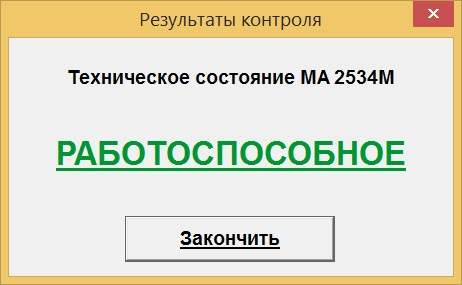 Результаты контроля
Техническое состояние МА 2534М
РАБОТОСПОСОБНОЕ
Закончить